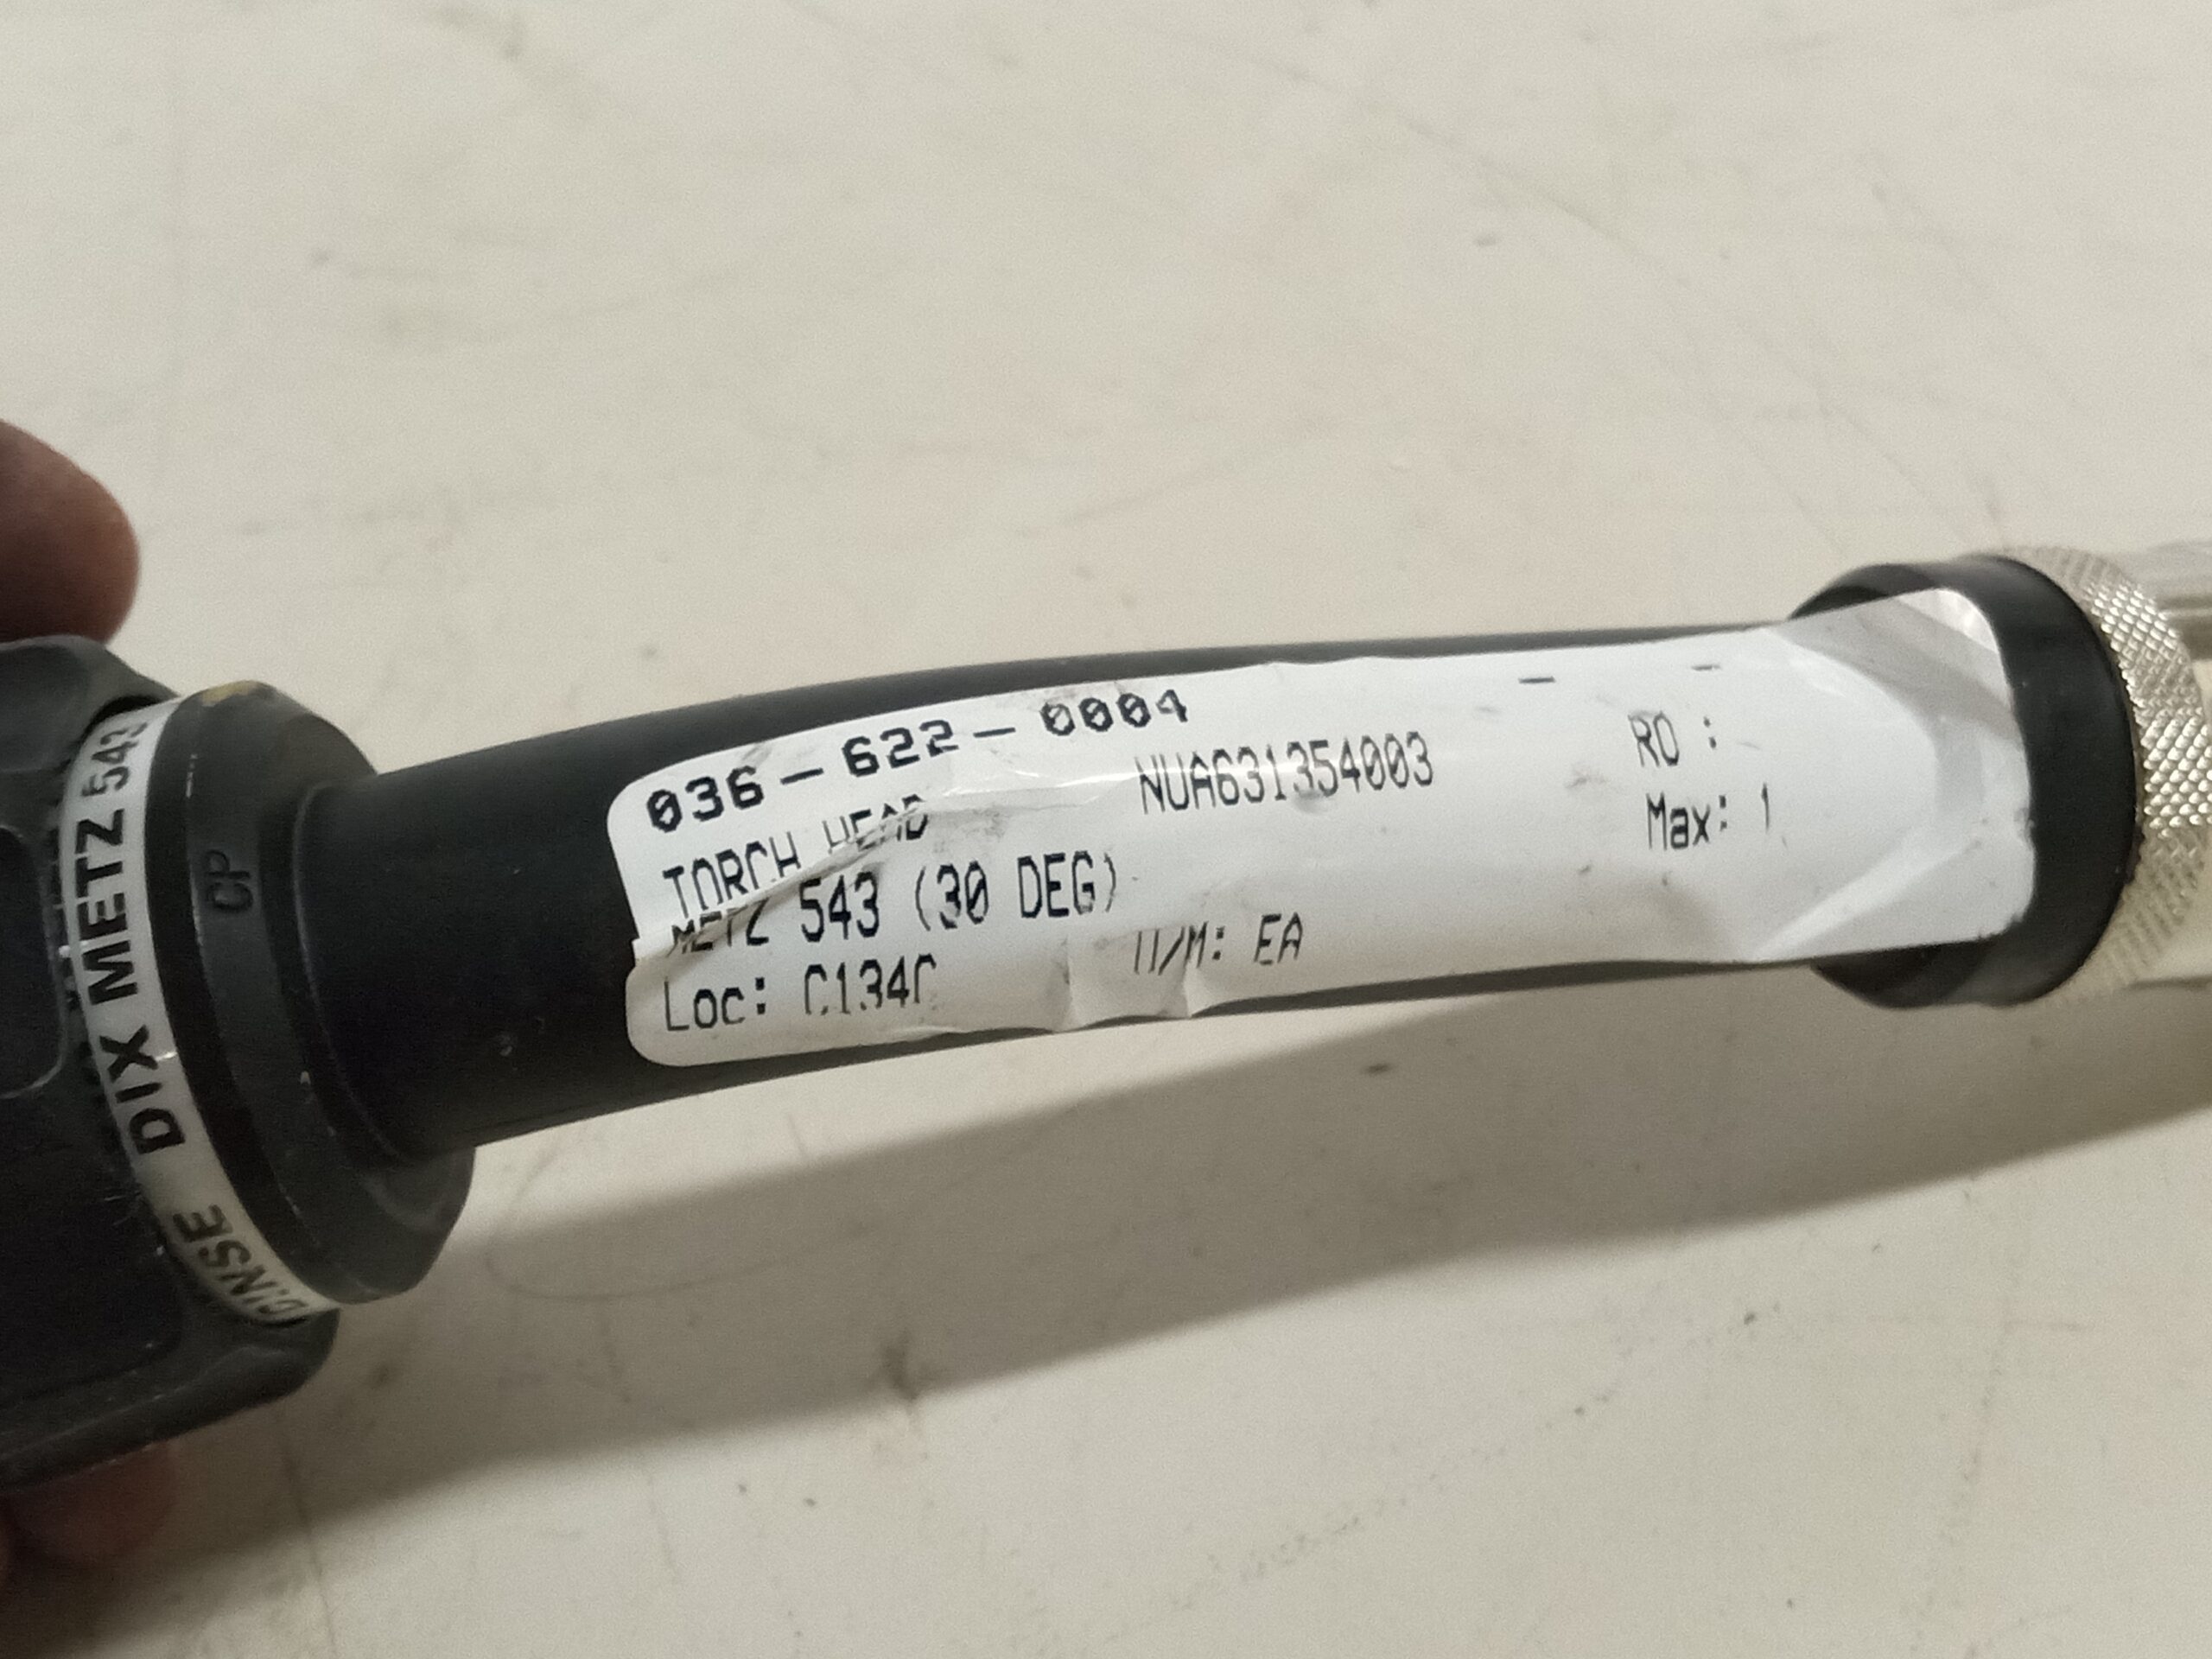 036-622-0004
TORCH HEAD NUA631354003 RO :
METZ 543 (30 DEG) Max: 1
Loc: C134C U/M: EA
DINSE DIX METZ 543
CP